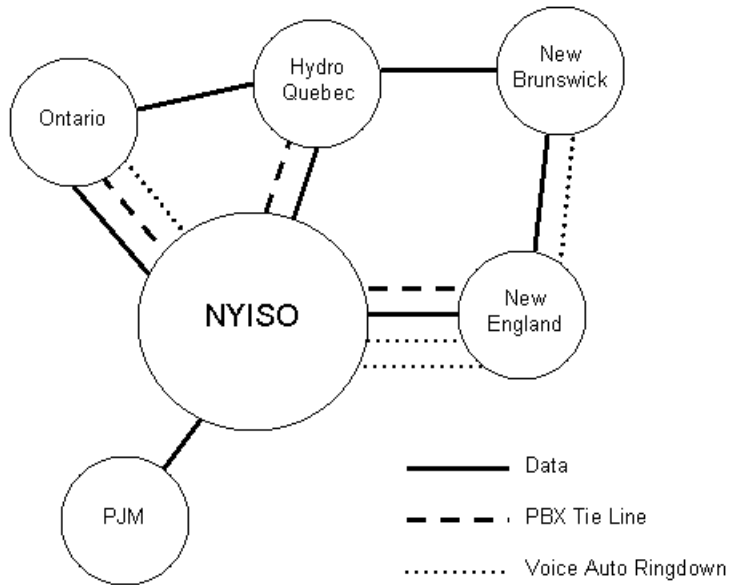 New
Brunswick
Hydro
Quebec
Ontario
NYISO
New
England
PJM
Data
PBX Tie Line
Voice Auto Ringdown